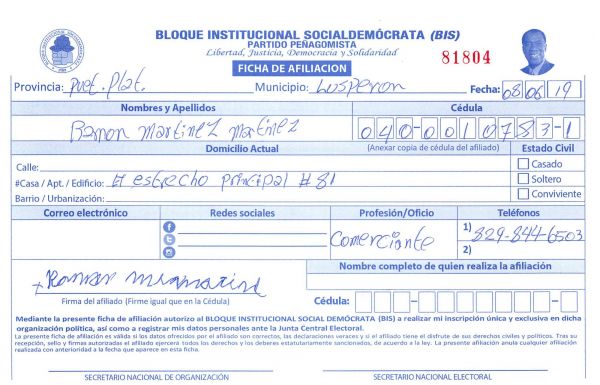 BLOQUE INSTITUCIONAL SOCIALDEMÓCRATA (BIS)
PARTIDO PEÑAGOMISTA
Libertad, Justicia, Democracia y Solidaridad
81804
FICHA DE AFILIACION
Provincia: Puet. Plat. Municipio: Lusperon Fecha: 08/06/19
Nombres y Apellidos Cédula
Ramon Martinez Martinez 040-0010783-1
Domicilio Actual (Anexar copia de cédula del afiliado) Estado Civil
Calle: Casado
#Casa / Apt. / Edificio: El estrecho principal #81 Soltero
Barrio / Urbanización: Conviviente
Correo electrónico Redes sociales Profesión/Oficio Teléfonos
Comerciante 1) 829-844-6503
2)
Nombre completo de quien realiza la afiliación
Firma del afiliado (Firme igual que en la Cédula) Cédula:
Mediante la presente ficha de afiliación autorizo al BLOQUE INSTITUCIONAL SOCIAL DEMÓCRATA (BIS) a realizar mi inscripción única y exclusiva en dicha
organización política, así como a registrar mis datos personales ante la Junta Central Electoral.
La presente ficha de afiliación es válida si los datos ofrecidos por el afiliado son correctos, las declaraciones veraces y si el afiliado tiene el disfrute de sus derechos civiles y políticos. Tras su
recepción, sello y firmas autorizadas el afiliado ejercerá todos los derechos y los deberes estatutariamente sancionados, de acuerdo a la ley. La presente afiliación anula cualquier afiliación
realizada con anterioridad a la fecha que aparece en esta ficha.
SECRETARIO NACIONAL DE ORGANIZACIÓN SECRETARIO NACIONAL ELECTORAL